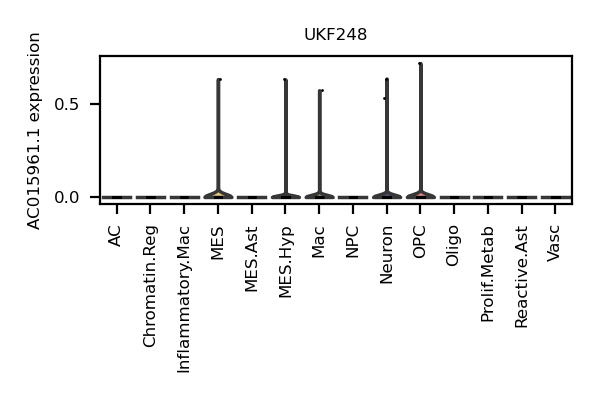 UKF248
AC015961.1 expression
0.5
0.0
AC
Chromatin.Reg
Inflammatory.Mac
MES
MES.Ast
MES.Hyp
Mac
NPC
Neuron
OPC
Oligo
Prolif.Metab
Reactive.Ast
Vasc